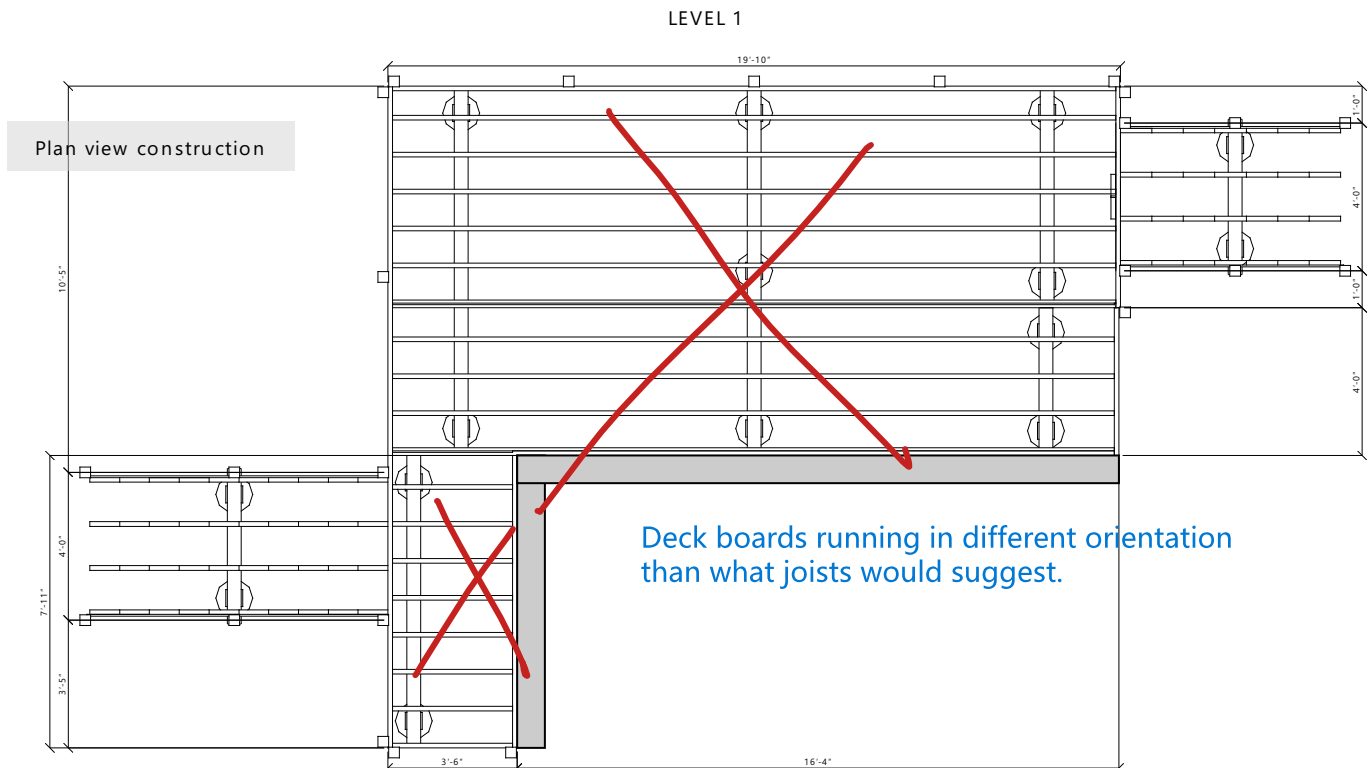 LEVEL 1
19'-10"
Plan view construction
10'-5"
1'-0"
4'-0"
1'-0"
4'-0"
4'-0"
7'-11"
3'-5"
Deck boards running in different orientation
than what joists would suggest.
3'-6"
16'-4"